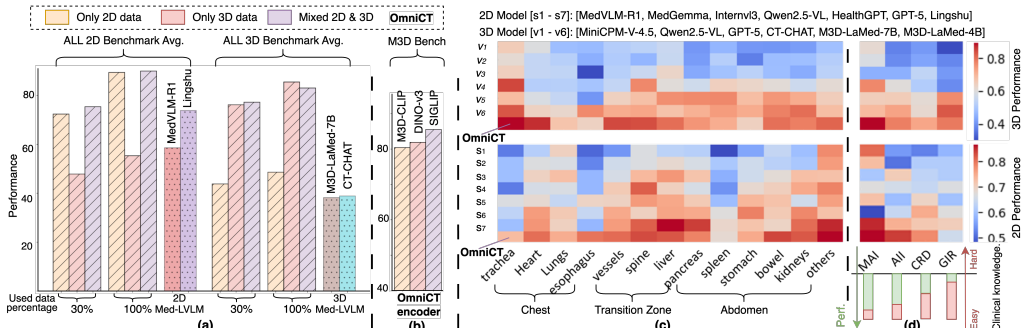 Only 2D data
Only 3D data
Mixed 2D & 3D
OmniCT
ALL 2D Benchmark Avg.
ALL 3D Benchmark Avg.
M3D Bench
Performance
80
60
40
20
MedVLM-R1
Lingshu
M3D-LaMed-7B
CT-CHAT
Used data percentage
30%
100%
2D Med-LVLM
30%
100%
3D Med-LVLM
(a)
80
60
40
M3D-CLIP
DINO-v3
SIGLIP
OmniCT
encoder
(b)
2D Model [s1 - s7]: [MedVLM-R1, MedGemma, Internvl3, Qwen2.5-VL, HealthGPT, GPT-5, Lingshu]
3D Model [v1 - v6]: [MiniCPM-V-4.5, Qwen2.5-VL, GPT-5, CT-CHAT, M3D-LaMed-7B, M3D-LaMed-4B]
V1
V2
V3
V4
V5
V6
OmniCT
S1
S2
S3
S4
S5
S6
S7
OmniCT
trachea
Heart
Lungs
esophagus
vessels
spine
liver
pancreas
spleen
stomach
bowel
kidneys
others
Chest
Transition Zone
Abdomen
(c)
0.8
0.6
0.4
3D Performance
0.8
0.7
0.6
0.5
2D Performance
MAI
All
CRD
GIR
Perf.
Hard
Easy
Clinical knowledge.
(d)